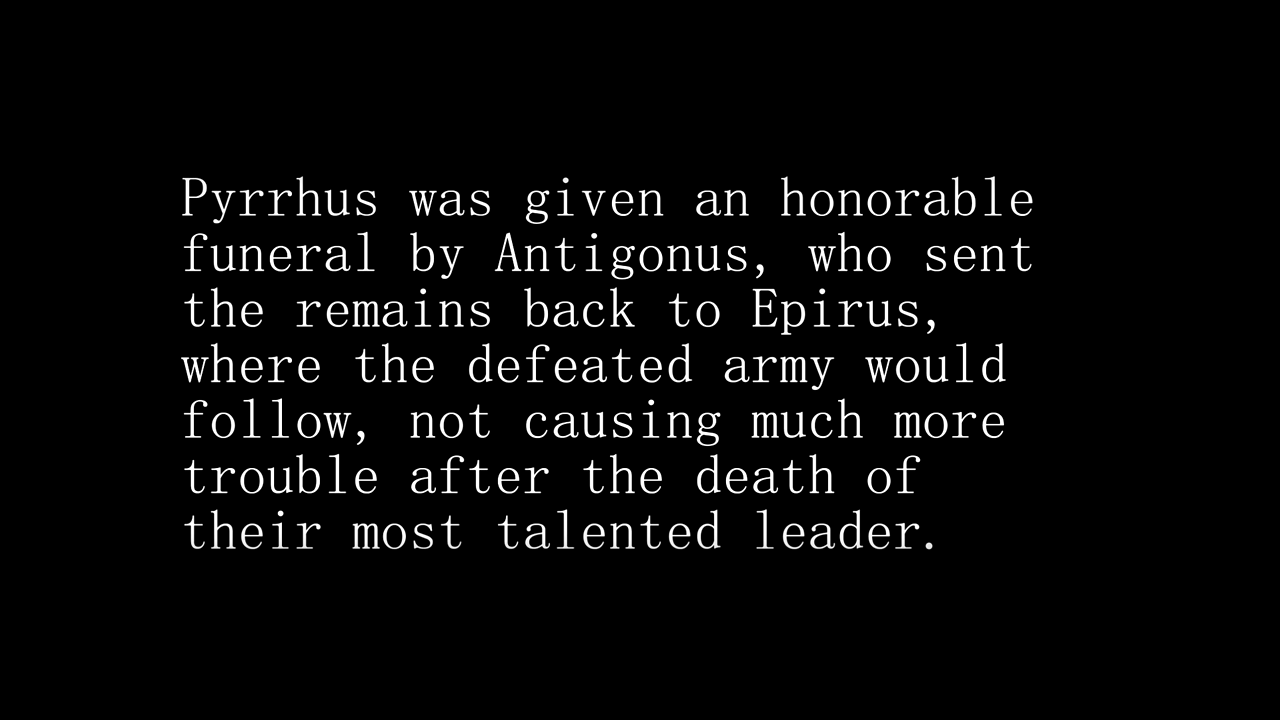 Pyrrhus was given an honorable
funeral by Antigonus, who sent
the remains back to Epirus,
where the defeated army would
follow, not causing much more
trouble after the death of
their most talented leader.